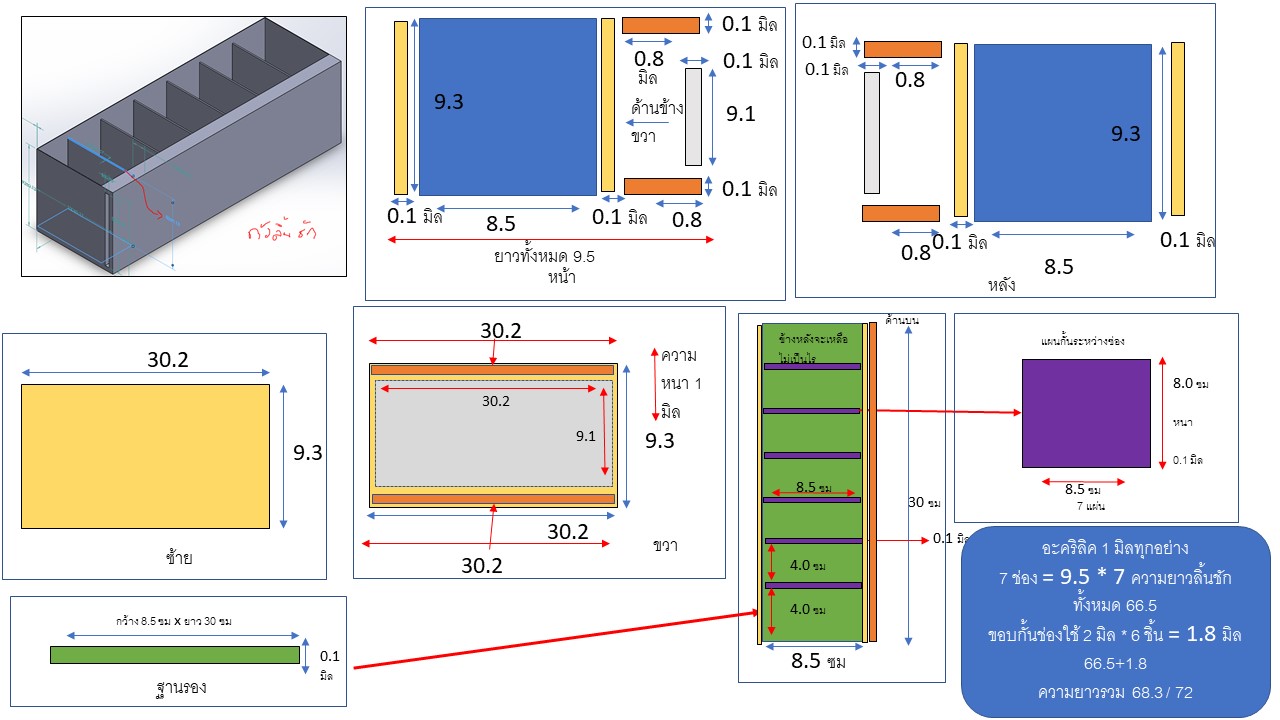 ตัวลิ้นชัก
0.1 มิล
0.8
มิล
0.1 มิล
9.3
ด้านข้าง
ขวา
9.1
0.1 มิล
0.1 มิล
8.5
0.1 มิล
0.8
ยาวทั้งหมด 9.5
หน้า
0.1 มิล
0.1 มิล
0.8
9.3
0.8
0.1 มิล
8.5
0.1 มิล
หลัง
30.2
9.3
ซ้าย
30.2
ความ
หนา 1
มิล
30.2
9.1
9.3
30.2
30.2
ขวา
ด้านบน
ข้างหลังจะเหลือ
ไม่เป็นไร
8.5 ซม
30 ซม
0.1 มิล
4.0 ซม
4.0 ซม
8.5 ซม
แผ่นกั้นระหว่างช่อง
8.0 ซม
หนา
0.1 มิล
8.5 ซม
7 แผ่น
กว้าง 8.5 ซม x ยาว 30 ซม
0.1
มิล
ฐานรอง
อะคริลิค 1 มิลทุกอย่าง
7 ช่อง = 9.5 * 7 ความยาวลิ้นชัก
ทั้งหมด 66.5
ขอบกั้นช่องใช้ 2 มิล * 6 ชิ้น = 1.8 มิล
66.5+1.8
ความยาวรวม 68.3 / 72